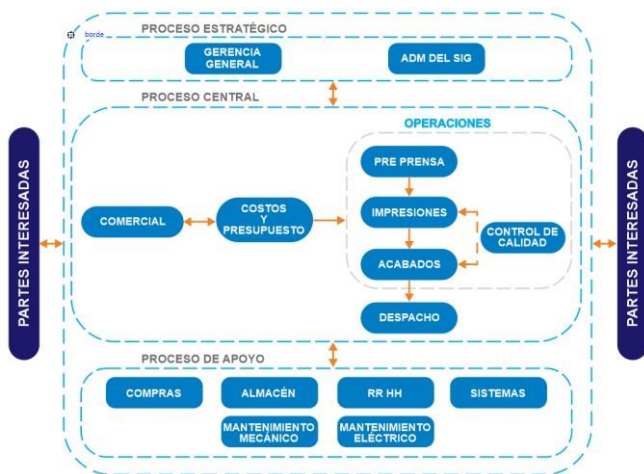 PROCESO ESTRATÉGICO
borde
GERENCIA
GENERAL
ADM DEL SIG
PROCESO CENTRAL
OPERACIONES
PRE PRENSA
COMERCIAL
COSTOS
Y
PRESUPUESTO
IMPRESIONES
CONTROL DE
CALIDAD
ACABADOS
DESPACHO
PARTES INTERESADAS
PARTES INTERESADAS
PROCESO DE APOYO
COMPRAS
ALMACÉN
RR HH
SISTEMAS
MANTENIMIENTO
MECÁNICO
MANTENIMIENTO
ELÉCTRICO